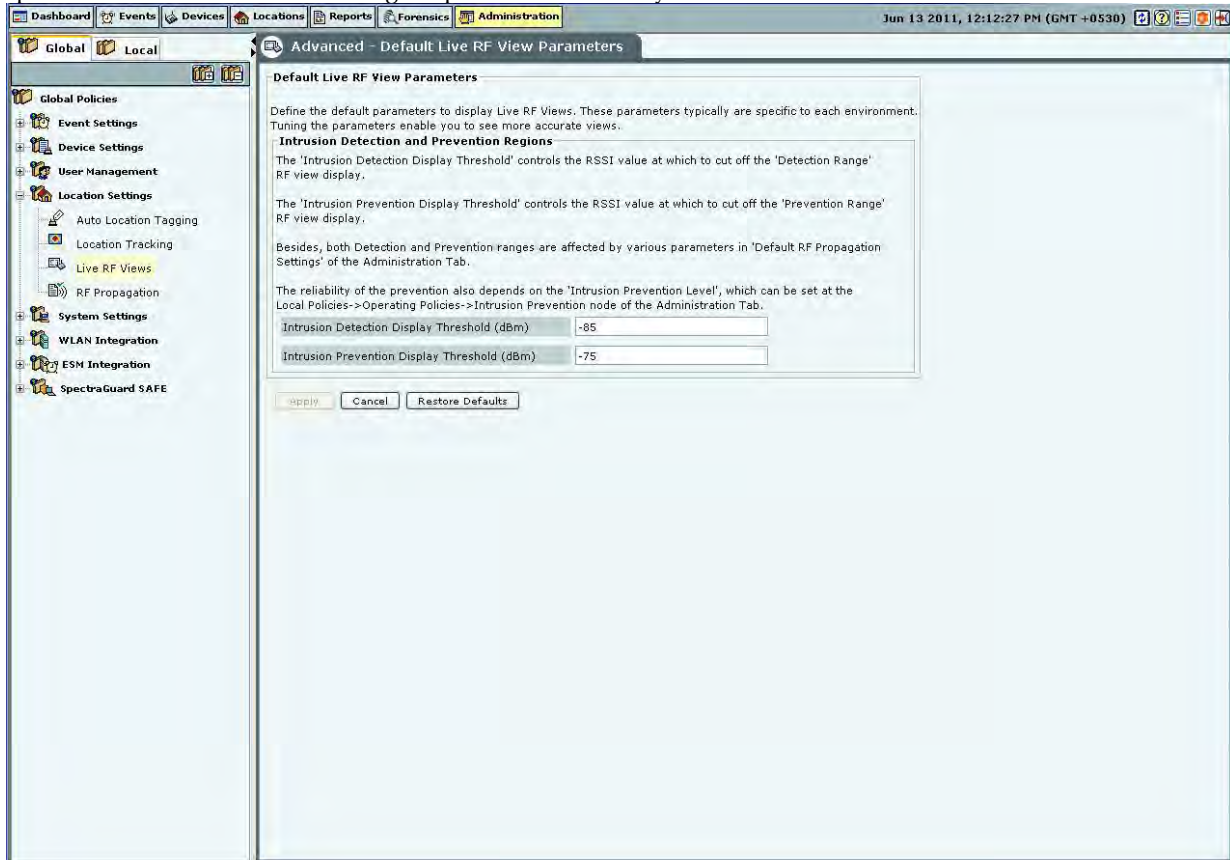 Dashboard Events Devices Locations Reports Forensics Administration Jun 13 2011, 12:12:27 PM (GMT +0530)
Global Local
Advanced - Default Live RF View Parameters
Global Policies
Event Settings
Device Settings
User Management
Location Settings
Auto Location Tagging
Location Tracking
Live RF Views
RF Propagation
System Settings
WLAN Integration
ESM Integration
SpectraGuard SAFE
Default Live RF View Parameters
Define the default parameters to display Live RF Views. These parameters typically are specific to each environment.
Tuning the parameters enable you to see more accurate views.
Intrusion Detection and Prevention Regions
The 'Intrusion Detection Display Threshold' controls the RSSI value at which to cut off the 'Detection Range'
RF view display.
The 'Intrusion Prevention Display Threshold' controls the RSSI value at which to cut off the 'Prevention Range'
RF view display.
Besides, both Detection and Prevention ranges are affected by various parameters in 'Default RF Propagation
Settings' of the Administration Tab.
The reliability of the prevention also depends on the 'Intrusion Prevention Level', which can be set at the
Local Policies->Operating Policies->Intrusion Prevention node of the Administration Tab.
Intrusion Detection Display Threshold (dBm) -85
Intrusion Prevention Display Threshold (dBm) -75
Apply Cancel Restore Defaults